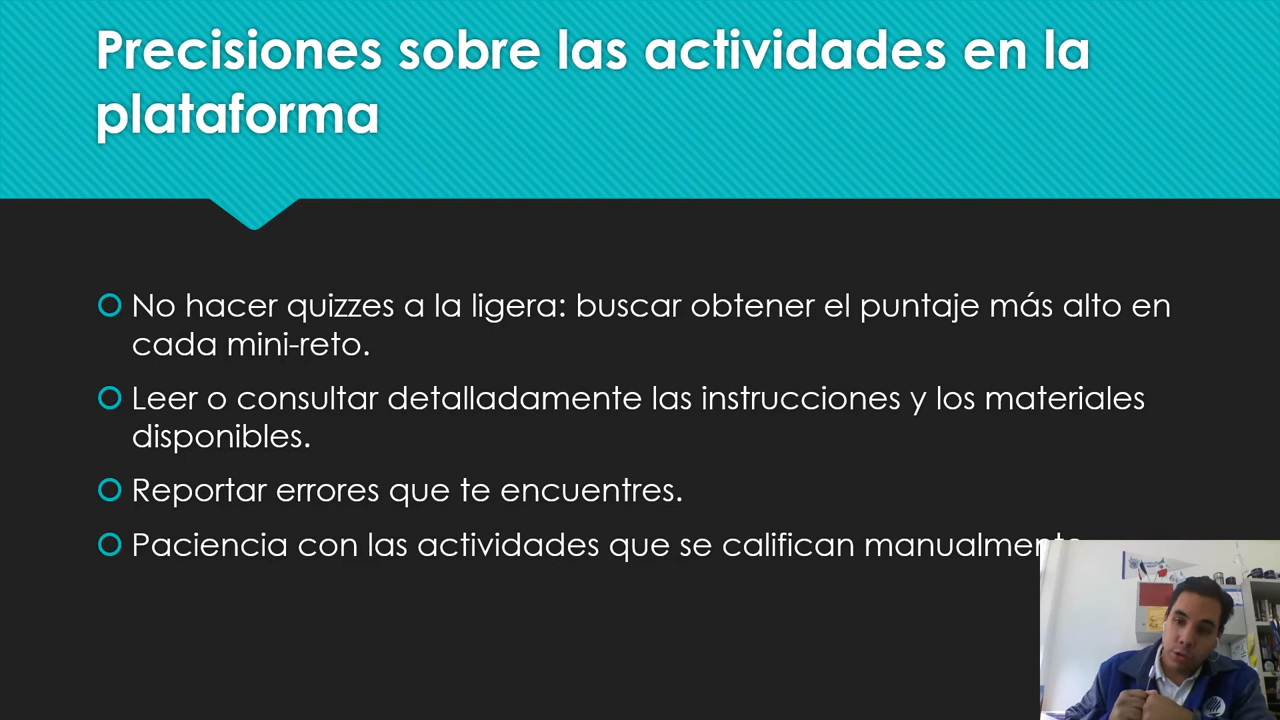 Precisiones sobre las actividades en la
plataforma
No hacer quizzes a la ligera: buscar obtener el puntaje más alto en
cada mini-reto.
Leer o consultar detalladamente las instrucciones y los materiales
disponibles.
Reportar errores que te encuentres.
Paciencia con las actividades que se califican manualmente